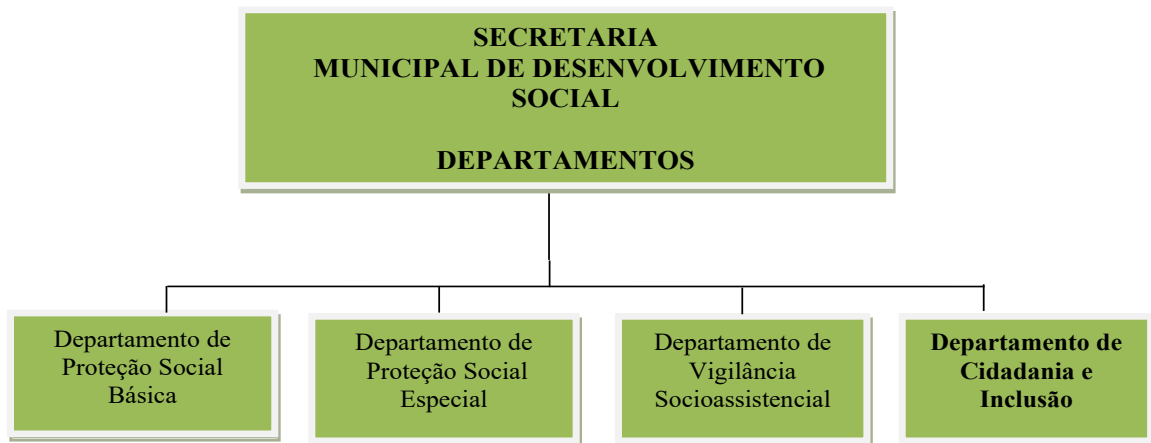 SECRETARIA
MUNICIPAL DE DESENVOLVIMENTO
SOCIAL
DEPARTAMENTOS
Departamento de
Proteção Social
Básica
Departamento de
Proteção Social
Especial
Departamento de
Vigilância
Socioassistencial
Departamento de
Cidadania e
Inclusão